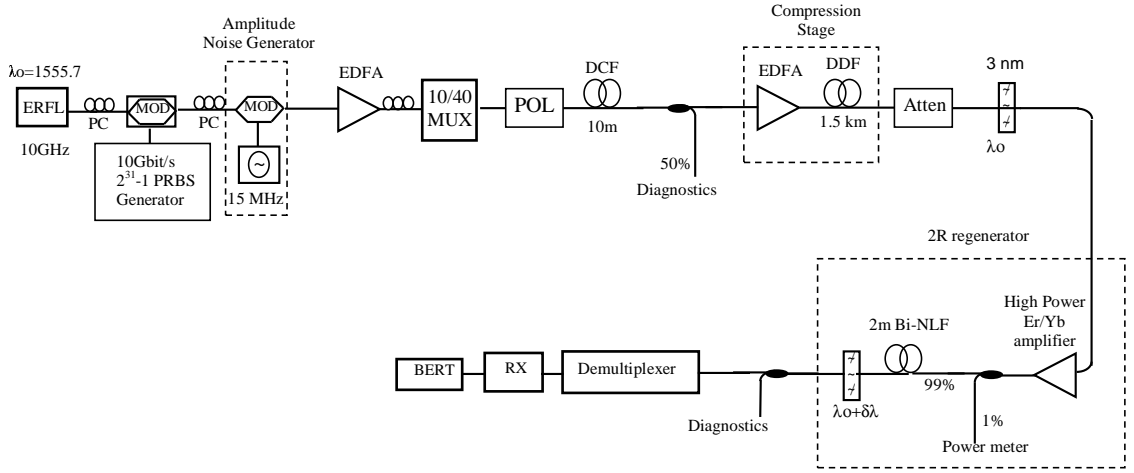 Amplitude
Noise Generator
Compression
Stage
λo=1555.7
ERFL
10GHz
PC
MOD
PC
MOD
10Gbit/s
2³¹-1 PRBS
Generator
~
15 MHz
EDFA
10/40
MUX
POL
DCF
10m
50%
Diagnostics
EDFA
DDF
1.5 km
Atten
3 nm
~
λo
2R regenerator
High Power
Er/Yb
amplifier
2m Bi-NLF
99%
1%
Power meter
~
λo+δλ
Diagnostics
Demultiplexer
RX
BERT